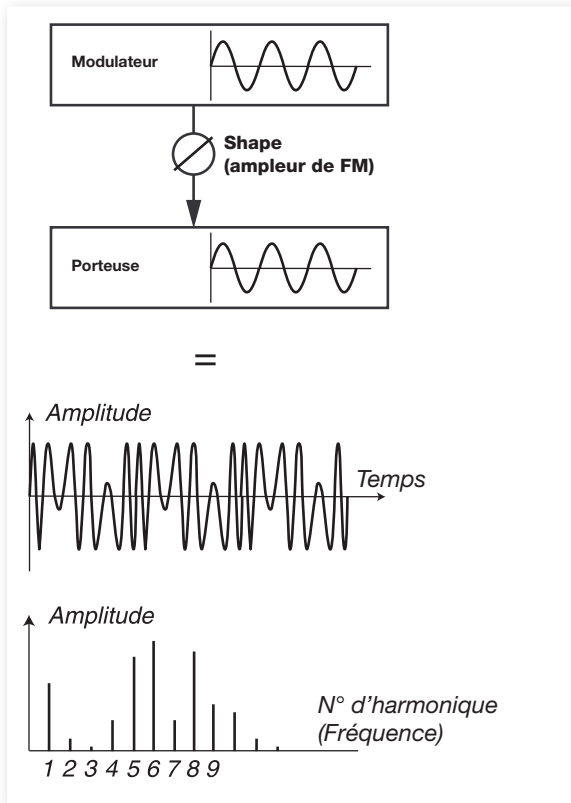 Modulateur
Shape
(ampleur de FM)
Porteuse
=
Amplitude
Temps
Amplitude
N° d'harmonique
(Fréquence)
1 2 3 4 5 6 7 8 9